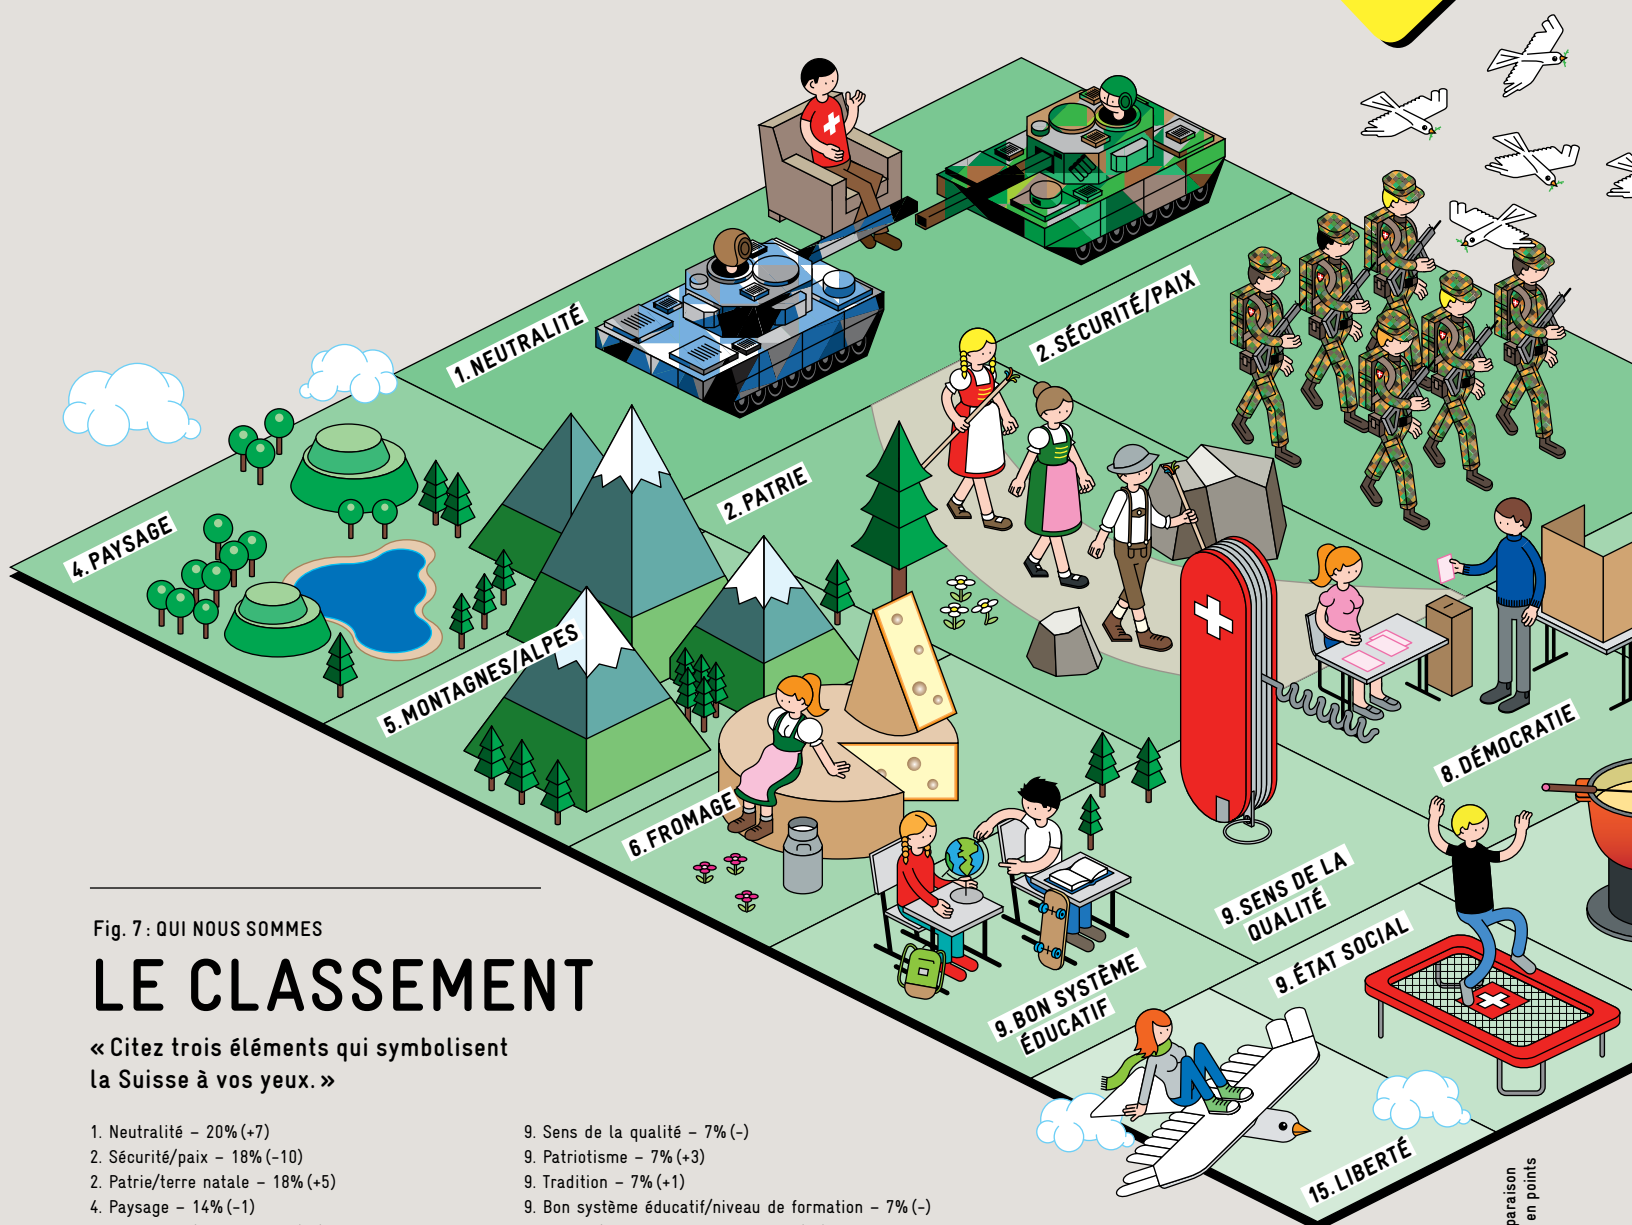 1. NEUTRALITÉ
2. SÉCURITÉ/PAIX
2. PATRIE
4. PAYSAGE
5. MONTAGNES/ALPES
6. FROMAGE
8. DÉMOCRATIE
9. SENS DE LA
QUALITÉ
9. ÉTAT SOCIAL
9. BON SYSTÈME
ÉDUCATIF
15. LIBERTÉ
Fig. 7: QUI NOUS SOMMES
LE CLASSEMENT
« Citez trois éléments qui symbolisent
la Suisse à vos yeux. »
1. Neutralité – 20% (+7)
2. Sécurité/paix – 18% (-10)
2. Patrie/terre natale – 18% (+5)
4. Paysage – 14% (-1)
9. Sens de la qualité – 7% (-)
9. Patriotisme – 7% (+3)
9. Tradition – 7% (+1)
9. Bon système éducatif/niveau de formation – 7% (-)
paraison
en points